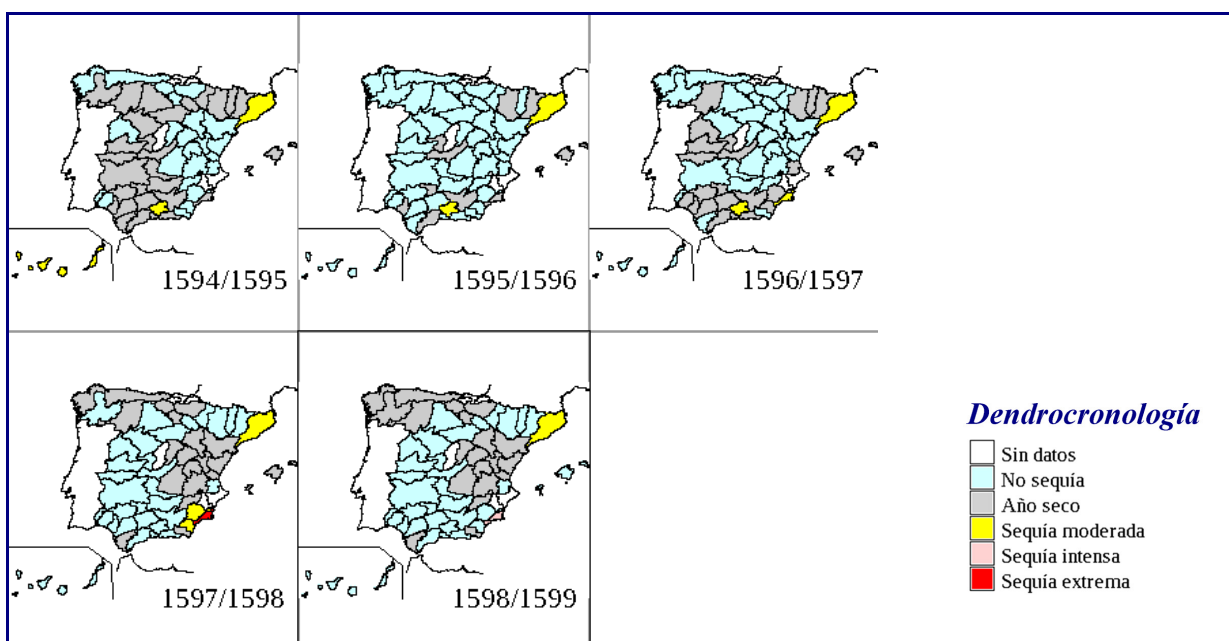 1594/1595
1595/1596
1596/1597
1597/1598
1598/1599
Dendrocronología
Sin datos
No sequía
Año seco
Sequía moderada
Sequía intensa
Sequía extrema